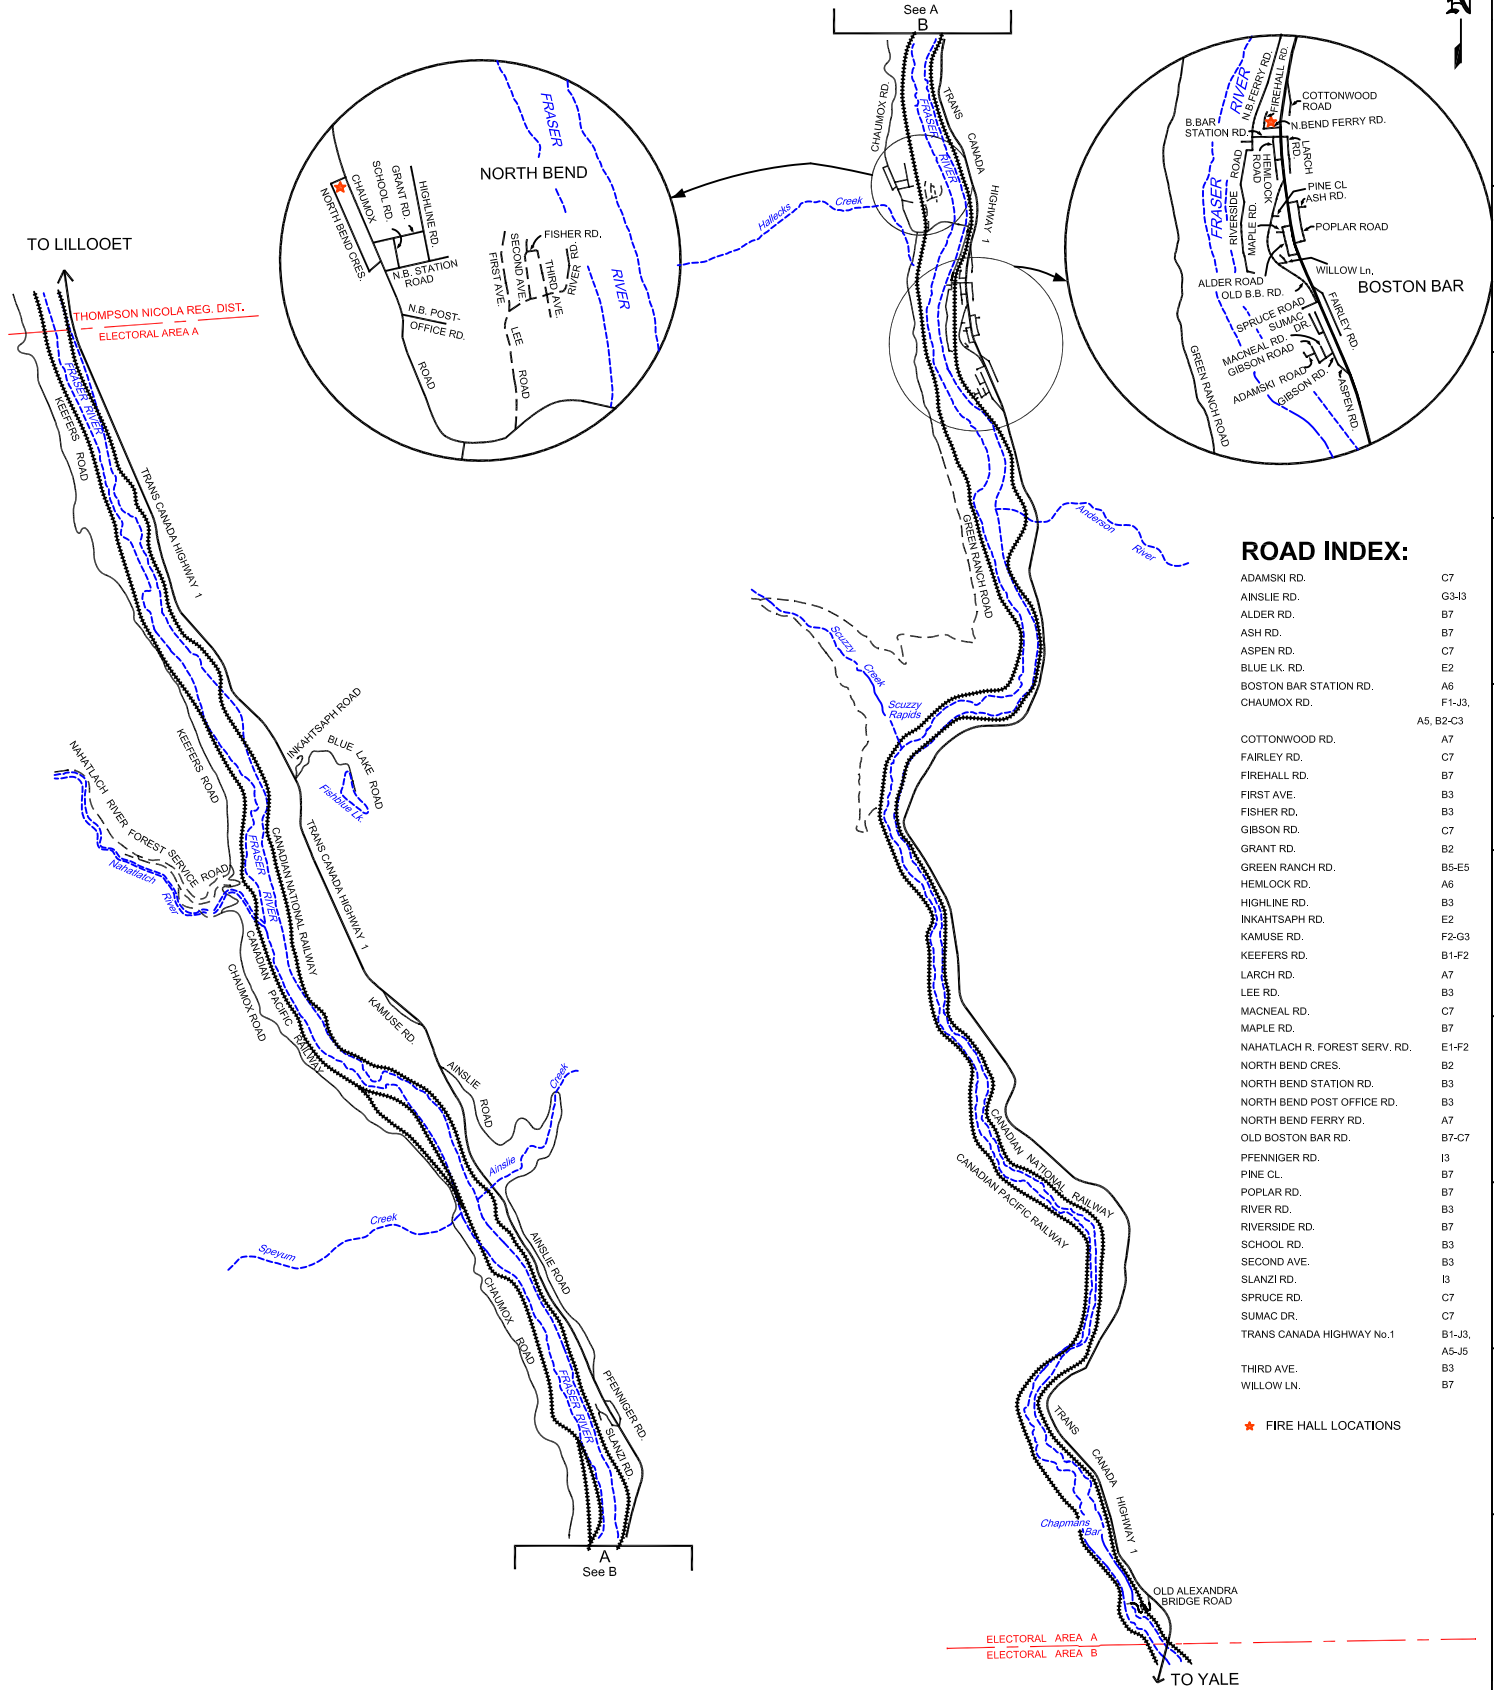 See A
B
N
TO LILLOOET
THOMPSON NICOLA REG. DIST.
ELECTORAL AREA A
FRASER RIVER
KEEFERS ROAD
TRANS CANADA HIGHWAY 1
KEEFERS ROAD
INKAHTSAPH ROAD
BLUE LAKE ROAD
Fishblue Lk.
NAHATLACH RIVER FOREST SERVICE ROAD
Nahatlatch
River
FRASER RIVER
CANADIAN NATIONAL RAILWAY
TRANS CANADA HIGHWAY 1
CANADIAN PACIFIC RAILWAY
CHAUMOX ROAD
KAMUSE RD.
AINSLIE ROAD
Ainslie Creek
Speyum Creek
AINSLIE ROAD
CHAUMOX ROAD
FRASER RIVER
PFENNIGER RD.
SLANZI RD.
A
See B
NORTH BEND
FRASER
RIVER
NORTH BEND CRES.
CHAUMOX
SCHOOL RD.
GRANT RD.
HIGHLINE RD.
N.B. STATION
ROAD
N.B. POST-
OFFICE RD.
ROAD
FIRST AVE.
SECOND AVE.
FISHER RD.
THIRD AVE.
RIVER RD.
LEE ROAD
CHAUMOX RD.
FRASER RIVER
TRANS CANADA HIGHWAY 1
Hallecks Creek
GREEN RANCH ROAD
Anderson River
Scuzzy Creek
Scuzzy
Rapids
CANADIAN NATIONAL RAILWAY
CANADIAN PACIFIC RAILWAY
TRANS CANADA HIGHWAY 1
Chapmans
Bar
OLD ALEXANDRA
BRIDGE ROAD
ELECTORAL AREA A
ELECTORAL AREA B
TO YALE
BOSTON BAR
FRASER RIVER
N.B.FERRY RD.
FIREHALL RD.
COTTONWOOD
ROAD
N.BEND FERRY RD.
B.BAR
STATION RD.
LARCH
RD.
HEMLOCK
ROAD
RIVERSIDE ROAD
MAPLE RD.
PINE CL
ASH RD.
POPLAR ROAD
WILLOW Ln,
ALDER ROAD
OLD B.B. RD.
SPRUCE ROAD
SUMAC
DR.
MACNEAL RD.
GIBSON ROAD
ADAMSKI ROAD
GIBSON RD.
FAIRLEY RD.
ASPEN RD.
GREEN RANCH ROAD
ROAD INDEX:
ADAMSKI RD. C7
AINSLIE RD. G3-I3
ALDER RD. B7
ASH RD. B7
ASPEN RD. C7
BLUE LK. RD. E2
BOSTON BAR STATION RD. A6
CHAUMOX RD. F1-J3,
A5, B2-C3
COTTONWOOD RD. A7
FAIRLEY RD. C7
FIREHALL RD. B7
FIRST AVE. B3
FISHER RD. B3
GIBSON RD. C7
GRANT RD. B2
GREEN RANCH RD. B5-E5
HEMLOCK RD. A6
HIGHLINE RD. B3
INKAHTSAPH RD. E2
KAMUSE RD. F2-G3
KEEFERS RD. B1-F2
LARCH RD. A7
LEE RD. B3
MACNEAL RD. C7
MAPLE RD. B7
NAHATLACH R. FOREST SERV. RD. E1-F2
NORTH BEND CRES. B2
NORTH BEND STATION RD. B3
NORTH BEND POST OFFICE RD. B3
NORTH BEND FERRY RD. A7
OLD BOSTON BAR RD. B7-C7
PFENNIGER RD. I3
PINE CL. B7
POPLAR RD. B7
RIVER RD. B3
RIVERSIDE RD. B7
SCHOOL RD. B3
SECOND AVE. B3
SLANZI RD. I3
SPRUCE RD. C7
SUMAC DR. C7
TRANS CANADA HIGHWAY No.1 B1-J3,
A5-J5
THIRD AVE. B3
WILLOW LN. B7
FIRE HALL LOCATIONS